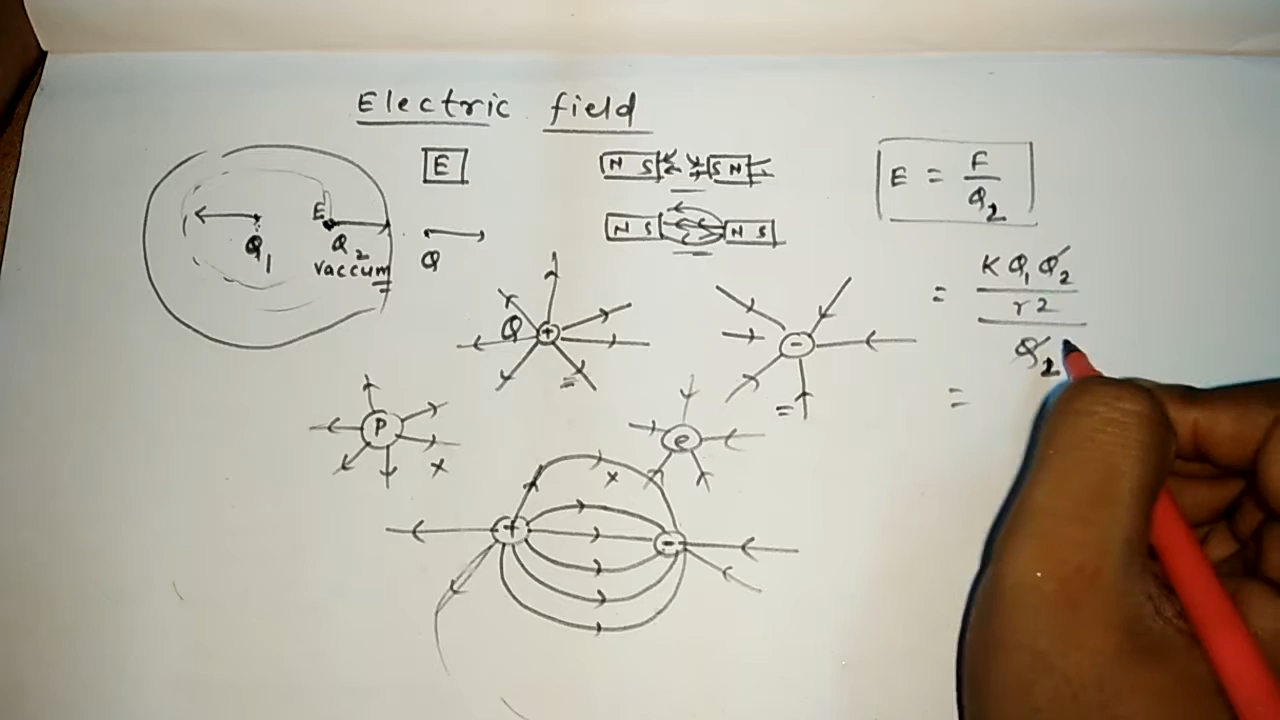 Electric field
E
N S S N
E = F
Q2
E
Q1 Q2
vaccum
Q
N S N S
= K Q1 Q2
r2
Q2
=
Q +
-
P
e
x
x
+ -